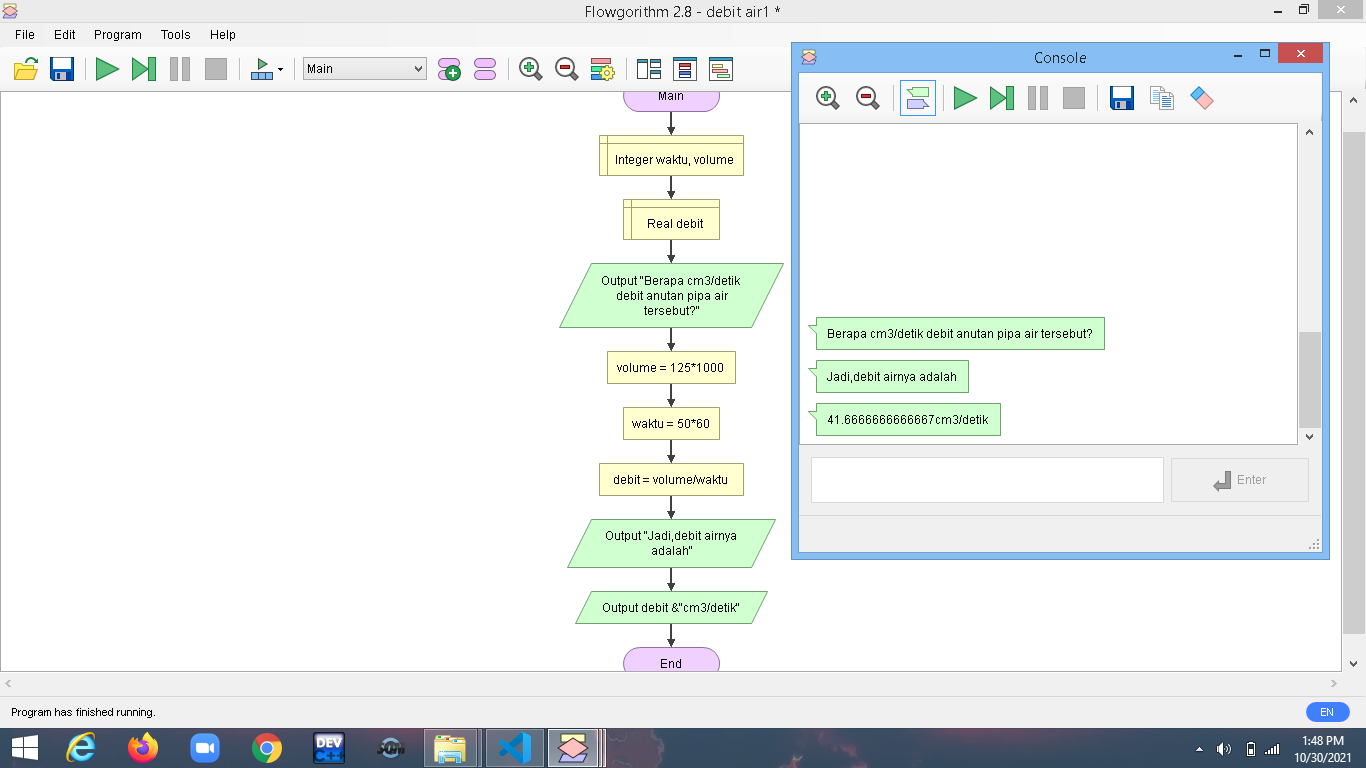 Flowgorithm 2.8 - debit air1 *
File Edit Program Tools Help
Main
Main
Integer waktu, volume
Real debit
Output "Berapa cm3/detik
debit anutan pipa air
tersebut?"
volume = 125*1000
waktu = 50*60
debit = volume/waktu
Output "Jadi,debit airnya
adalah"
Output debit &"cm3/detik"
End
Console
Berapa cm3/detik debit anutan pipa air tersebut?
Jadi,debit airnya adalah
41.6666666666667cm3/detik
Enter
Program has finished running.
EN
DEV
C++
1:48 PM
10/30/2021